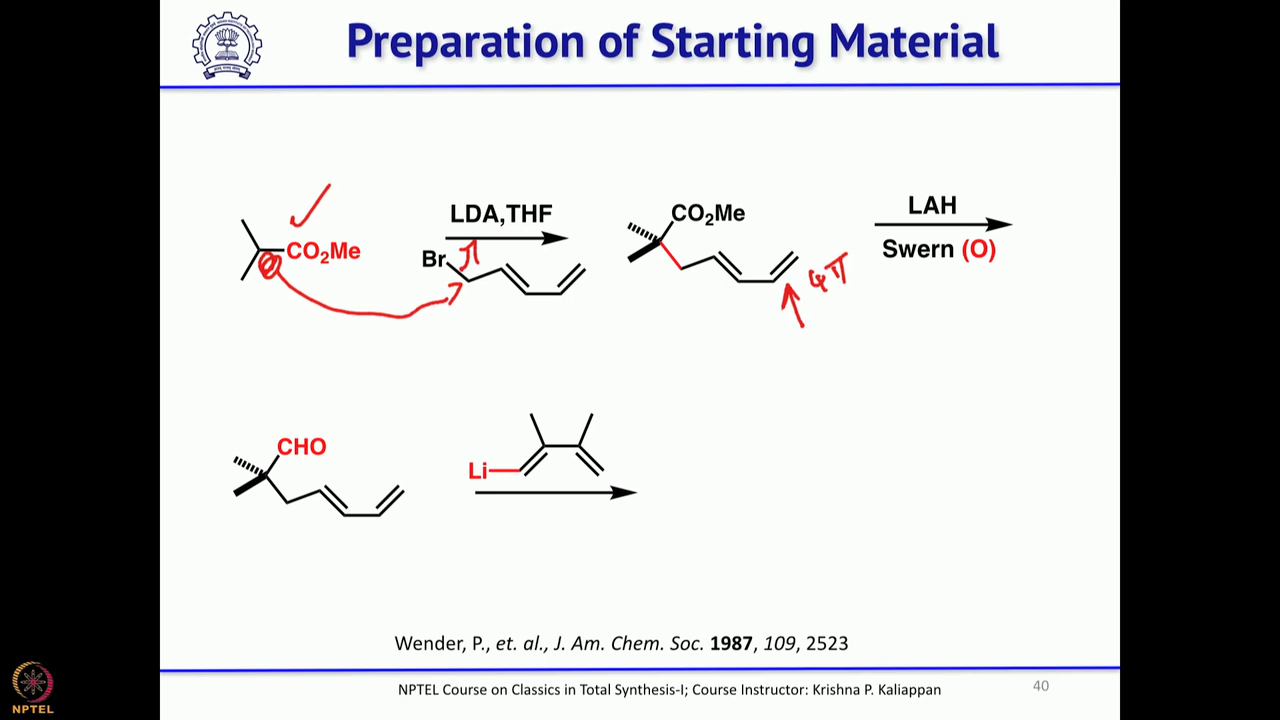 Preparation of Starting Material
CO₂Me
LDA,THF
Br
CO₂Me
4π
LAH
Swern (O)
CHO
Li
Wender, P., et. al., J. Am. Chem. Soc. 1987, 109, 2523
NPTEL Course on Classics in Total Synthesis-I; Course Instructor: Krishna P. Kaliappan
40
NPTEL